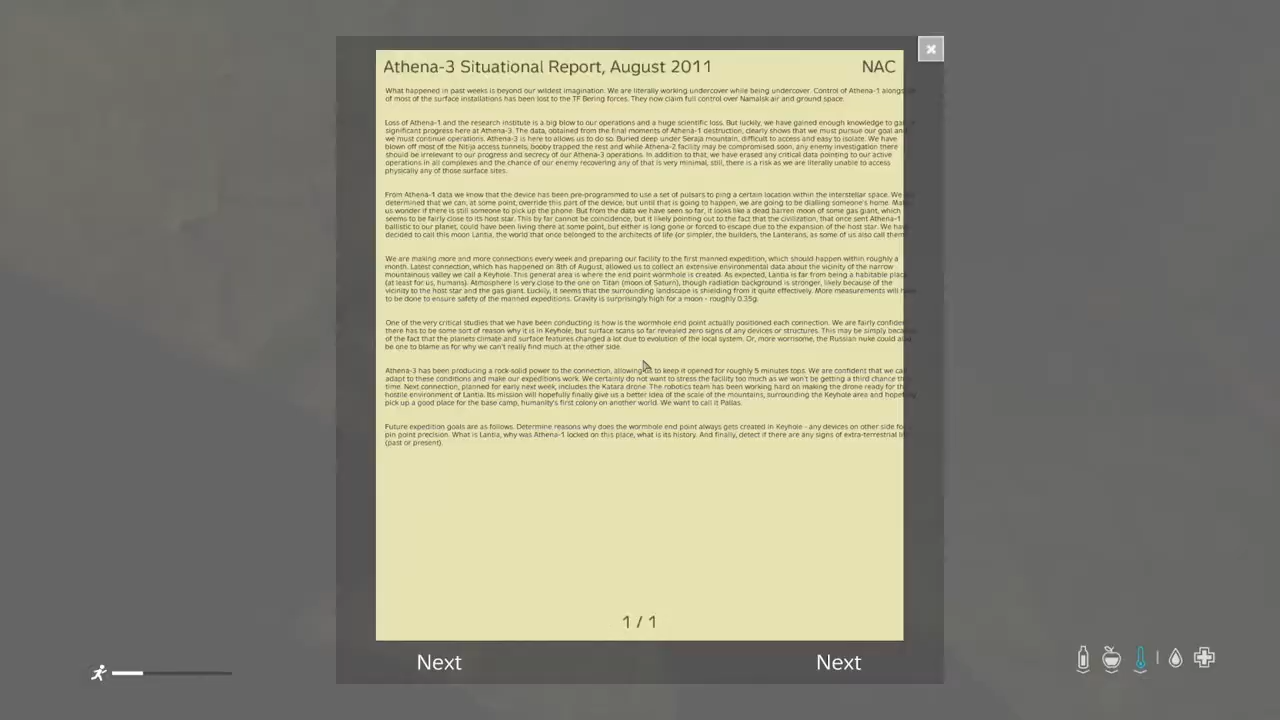 Athena-3 Situational Report, August 2011 NAC
What happened in past weeks is beyond our wildest imagination. We are literally working undercover while being undercover. Control of Athena-1
of most of the surface installations has been lost to the TF Bering forces. They now claim full control over Namalsk air and ground space.
Loss of Athena-1 and the research institute is a big blow to our operations and a huge scientific loss. But luckily, we have gained enough knowledge to
significant progress here at Athena-3. The data, obtained from the final moments of Athena-1 destruction, clearly shows that we must pursue our goal and
we must continue operations. Athena-3 is here to allows us to do so. Buried deep under Seraja mountain, difficult to access and easy to isolate. We have
blown off most of the Nitija access tunnels, booby trapped the rest and while Athena-2 facility may be compromised soon, any enemy investigation there
should be irrelevant to our progress and secrecy of our Athena-3 operations. In addition to that, we have erased any critical data pointing to our active
operations in all complexes and the chance of our enemy recovering any of that is very minimal, still, there is a risk as we are literally unable to access
physically any of those surface sites.
From Athena-1 data we know that the device has been pre-programmed to use a set of pulsars to ping a certain location within the interstellar space. We
determined that we can, at some point, override this part of the device, but until that is going to happen, we are going to be dialling someone's home.
us wonder if there is still someone to pick up the phone. But from the data we have seen so far, it looks like a dead barren moon of some gas giant, which
seems to be fairly close to its host star. This by far cannot be coincidence, but it likely pointing out to the fact that the civilization, that once sent Athena-1
ballistic to our planet, could have been living there at some point, but either is long gone or forced to escape due to the expansion of the host star. We
decided to call this moon Lantia, the world that once belonged to the architects of life (or simpler, the builders, the Lanterans, as some of us also call them
We are making more and more connections every week and preparing our facility to the first manned expedition, which should happen within roughly a
month. Latest connection, which has happened on 8th of August, allowed us to collect an extensive environmental data about the vicinity of the narrow
mountainous valley we call a Keyhole. This general area is where the end point wormhole is created. As expected, Lantia is far from being a habitable
(at least for us, humans). Atmosphere is very close to the one on Titan (moon of Saturn), though radiation background is stronger, likely because of the
vicinity to the host star and the gas giant. Luckily, it seems that the surrounding landscape is shielding from it quite effectively. More measurements will
to be done to ensure safety of the manned expeditions. Gravity is surprisingly high for a moon - roughly 0.35g.
One of the very critical studies that we have been conducting is how is the wormhole end point actually positioned each connection. We are fairly
there has to be some sort of reason why it is in Keyhole, but surface scans so far revealed zero signs of any devices or structures. This may be simply
of the fact that the planets climate and surface features changed a lot due to evolution of the local system. Or, more worrisome, the Russian nuke could
be one to blame as for why we can't really find much at the other side.
Athena-3 has been producing a rock-solid power to the connection, allowing us to keep it opened for roughly 5 minutes tops. We are confident that we
adapt to these conditions and make our expeditions work. We certainly do not want to stress the facility too much as we won't be getting a third chance
time. Next connection, planned for early next week, includes the Katara drone. The robotics team has been working hard on making the drone ready for
hostile environment of Lantia. Its mission will hopefully finally give us a better idea of the scale of the mountains, surrounding the Keyhole area and
pick up a good place for the base camp, humanity's first colony on another world. We want to call it Pallas.
Future expedition goals are as follows. Determine reasons why does the wormhole end point always gets created in Keyhole - any devices on other side
pin point precision. What is Lantia, why was Athena-1 locked on this place, what is its history. And finally, detect if there are any signs of extra-terrestrial
(past or present).
1 / 1
Next Next